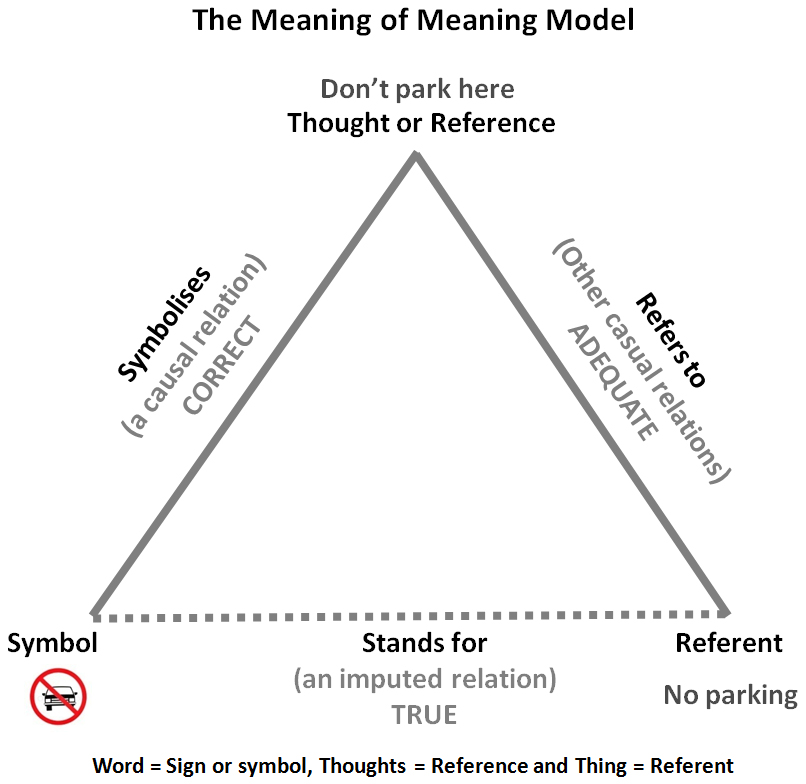 The Meaning of Meaning Model
Don’t park here
Thought or Reference
Symbolises
(a causal relation)
CORRECT
Refers to
(Other casual relations)
ADEQUATE
Symbol
Stands for
Referent
(an imputed relation)
No parking
TRUE
Word = Sign or symbol, Thoughts = Reference and Thing = Referent